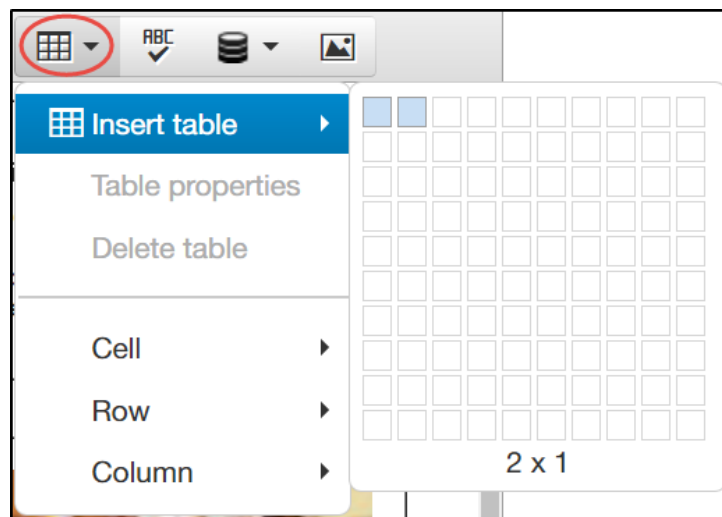 ABC
Insert table
Table properties
Delete table
Cell
Row
Column
2 x 1